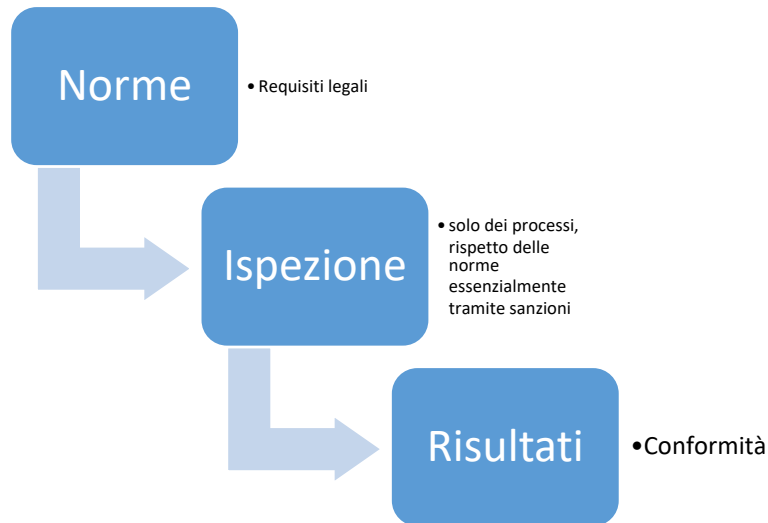 Norme
• Requisiti legali
Ispezione
• solo dei processi,
rispetto delle
norme
essenzialmente
tramite sanzioni
Risultati
•Conformità